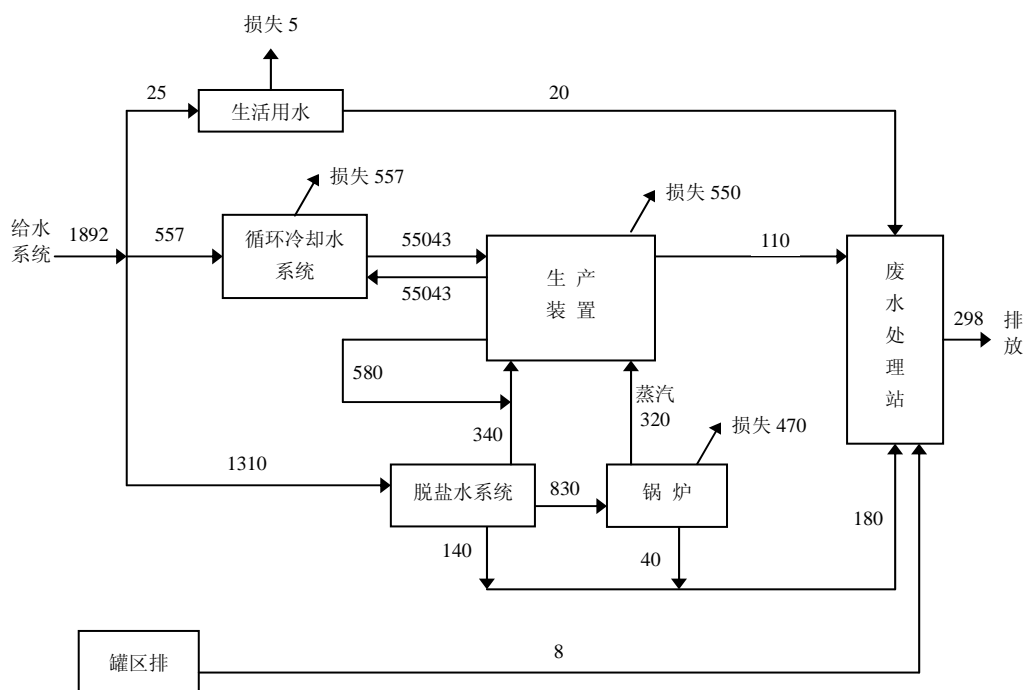 损失 5
25
生活用水
20
损失 557
损失 550
给水
系统
1892
557
循环冷却水
系统
55043
55043
生 产
装置
110
废
水
处
理
站
298
排
放
580
蒸汽
320
340
损失 470
1310
脱盐水系统
830
锅 炉
180
140
40
罐区排
8